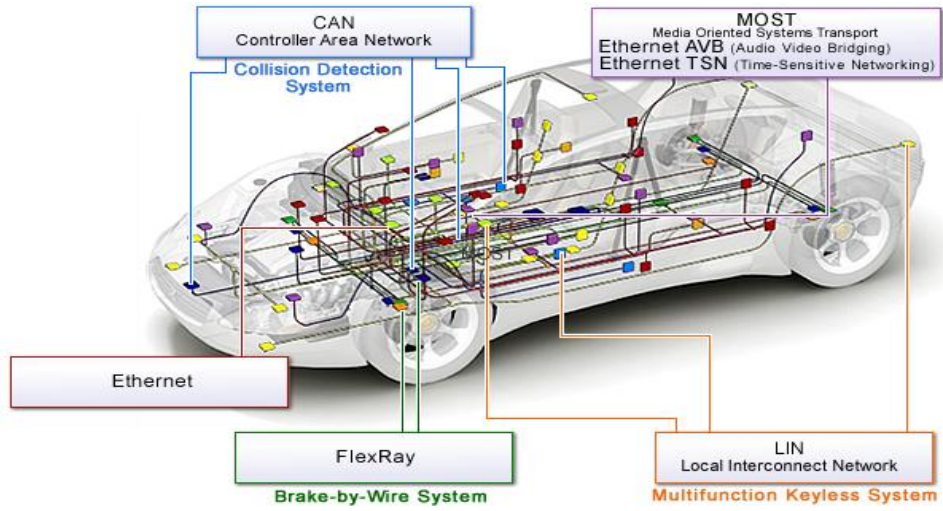 CAN
Controller Area Network
Collision Detection
System
MOST
Media Oriented Systems Transport
Ethernet AVB (Audio Video Bridging)
Ethernet TSN (Time-Sensitive Networking)
Ethernet
FlexRay
Brake-by-Wire System
LIN
Local Interconnect Network
Multifunction Keyless System